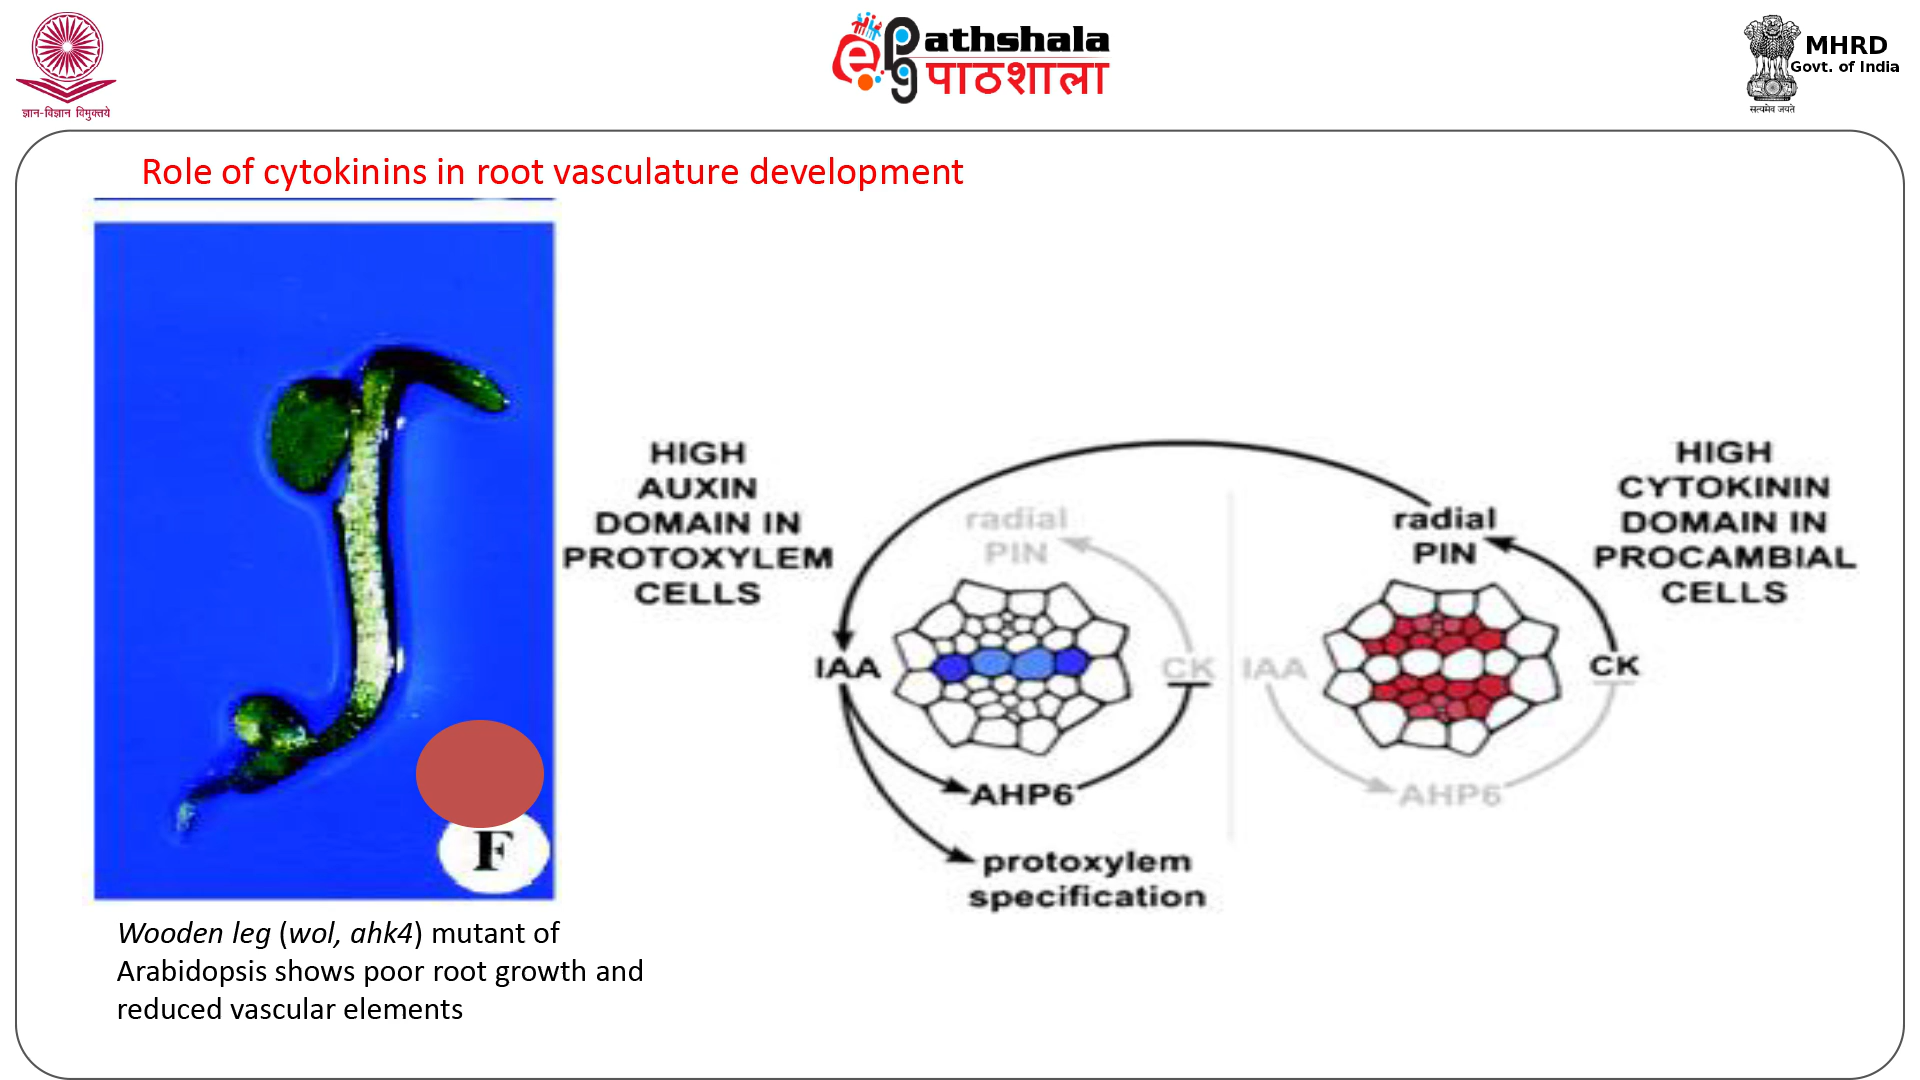 ज्ञान-विज्ञान विमुक्तये
ePg athshala
पाठशाला
MHRD
Govt. of India
सत्यमेव जयते
Role of cytokinins in root vasculature development
F
Wooden leg (wol, ahk4) mutant of
Arabidopsis shows poor root growth and
reduced vascular elements
HIGH
AUXIN
DOMAIN IN
PROTOXYLEM
CELLS
radial
PIN
IAA
CK
AHP6
protoxylem
specification
radial
PIN
IAA
CK
AHP6
HIGH
CYTOKININ
DOMAIN IN
PROCAMBIAL
CELLS